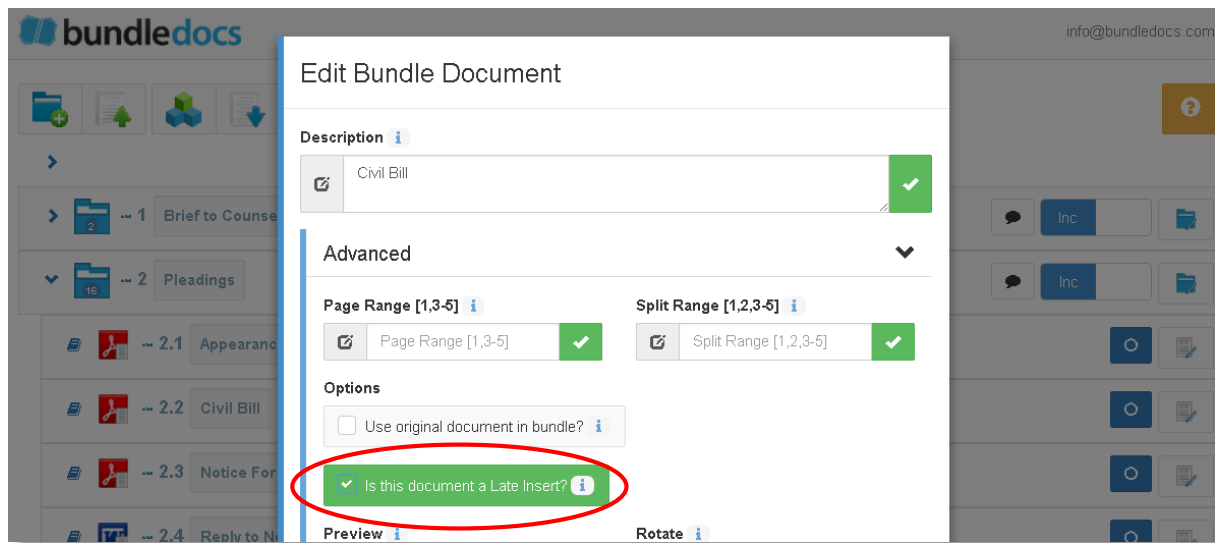 bundledocs
info@bundledocs.com
Edit Bundle Document
Description i
Civil Bill
1 Brief to Counse
2
Inc
Advanced
2 Pleadings
16
Inc
Page Range [1,3-5] i Split Range [1,2,3-5] i
Page Range [1,3-5] Split Range [1,2,3-5]
2.1 Appearanc
Options
2.2 Civil Bill
Use original document in bundle? i
2.3 Notice For
Is this document a Late Insert? i
2.4 Reply to N
Preview i Rotate i